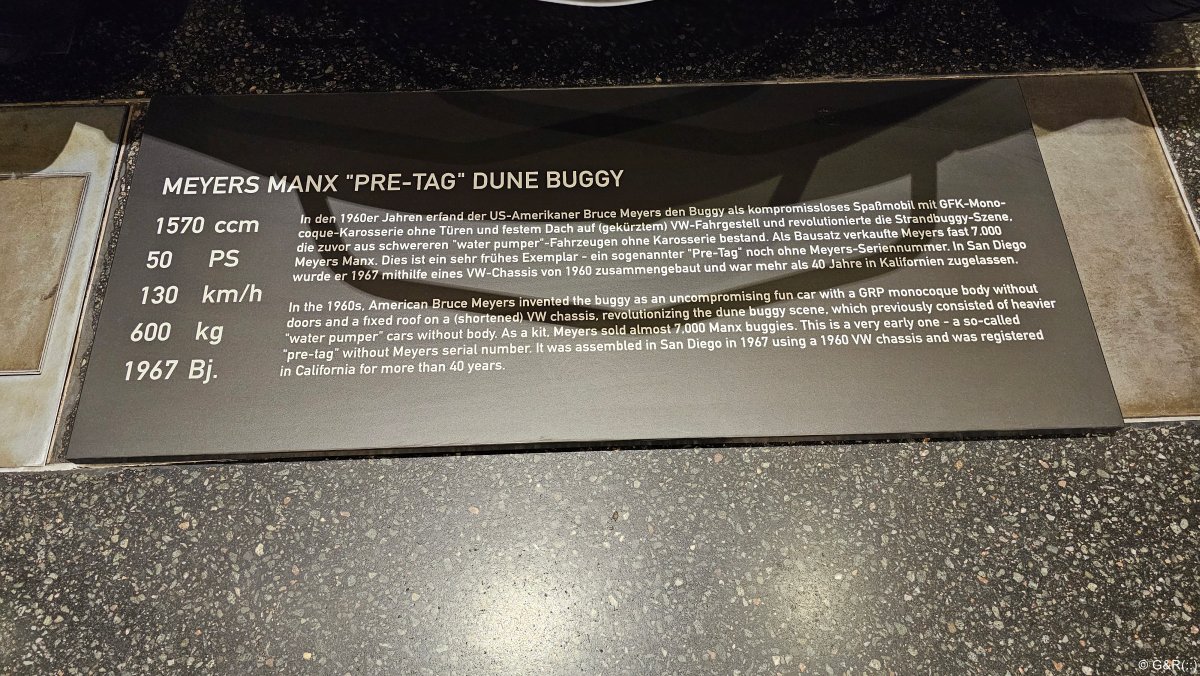 MEYERS MANX "PRE-TAG" DUNE BUGGY
1570 ccm
50 PS
130 km/h
600 kg
1967 Bj.
In den 1960er Jahren erfand der US-Amerikaner Bruce Meyers den Buggy als kompromissloses Spaßmobil mit GFK-Mono-
coque-Karosserie ohne Türen und festem Dach auf (gekürztem) VW-Fahrgestell und revolutionierte die Strandbuggy-Szene,
die zuvor aus schwereren "water pumper"-Fahrzeugen ohne Karosserie bestand. Als Bausatz verkaufte Meyers fast 7.000
Meyers Manx. Dies ist ein sehr frühes Exemplar - ein sogenannter "Pre-Tag" noch ohne Meyers-Seriennummer. In San Diego
wurde er 1967 mithilfe eines VW-Chassis von 1960 zusammengebaut und war mehr als 40 Jahre in Kalifornien zugelassen.
In the 1960s, American Bruce Meyers invented the buggy as an uncompromising fun car with a GRP monocoque body without
doors and a fixed roof on a (shortened) VW chassis, revolutionizing the dune buggy scene, which previously consisted of heavier
"water pumper" cars without body. As a kit, Meyers sold almost 7,000 Manx buggies. This is a very early one - a so-called
"pre-tag" without Meyers serial number. It was assembled in San Diego in 1967 using a 1960 VW chassis and was registered
in California for more than 40 years.
© G&R(;,;)